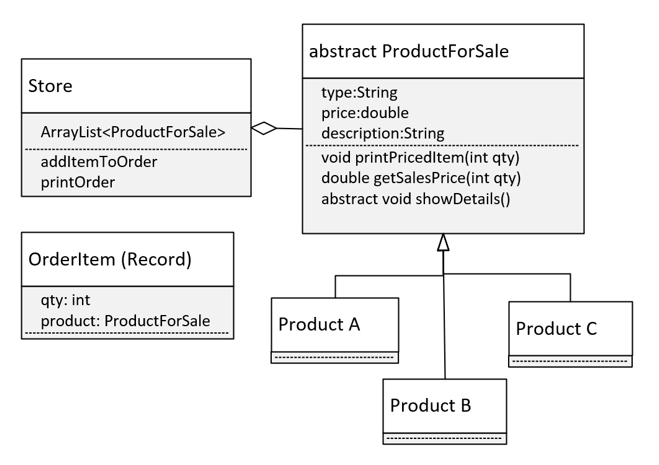 Store
ArrayList<ProductForSale>
addItemToOrder
printOrder
abstract ProductForSale
type:String
price:double
description:String
void printPricedItem(int qty)
double getSalesPrice(int qty)
abstract void showDetails()
OrderItem (Record)
qty: int
product: ProductForSale
Product A
Product B
Product C